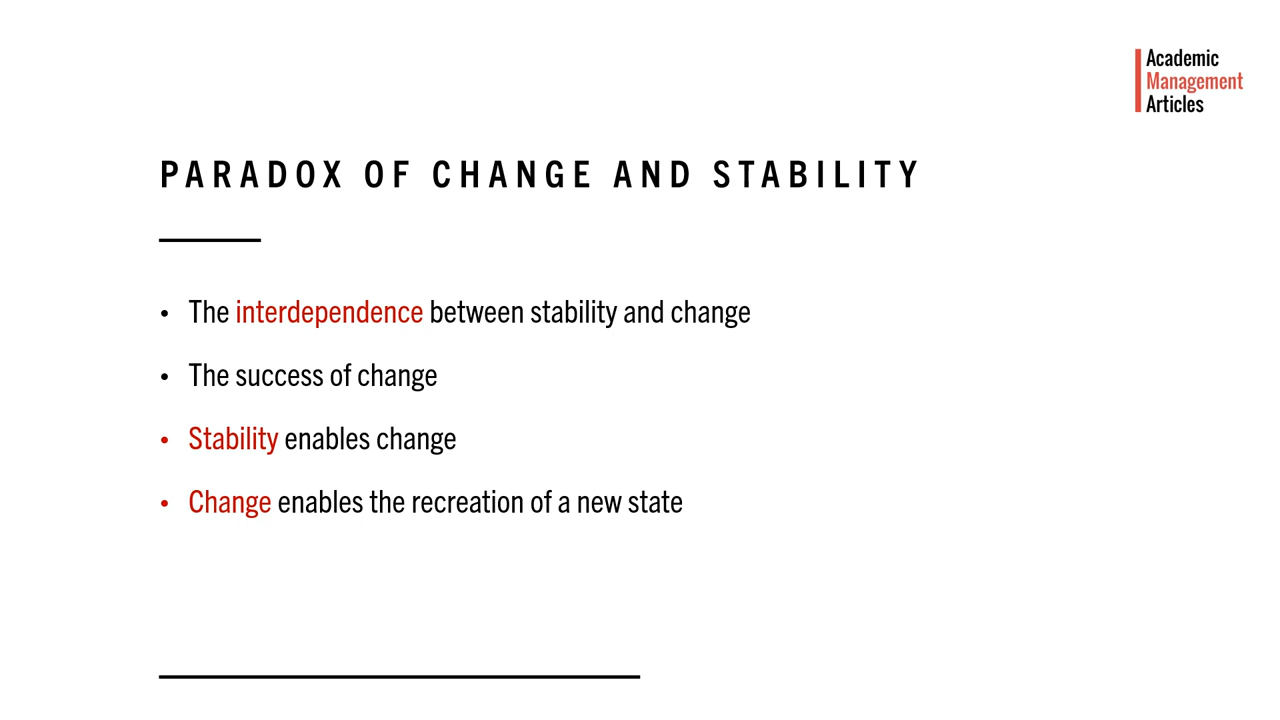 Academic
Management
Articles
PARADOX OF CHANGE AND STABILITY
• The interdependence between stability and change
• The success of change
• Stability enables change
• Change enables the recreation of a new state